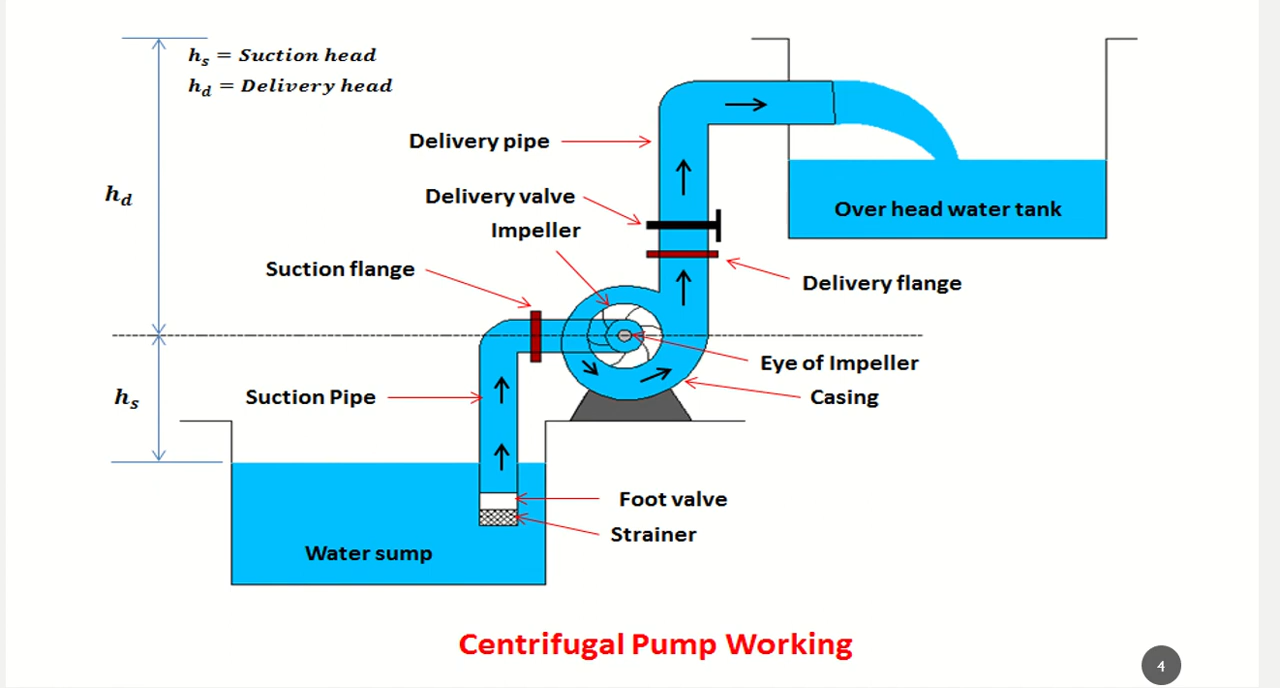 hs = Suction head
hd = Delivery head
Delivery pipe
hd
Delivery valve
Over head water tank
Impeller
Suction flange
Delivery flange
Eye of Impeller
hs
Suction Pipe
Casing
Foot valve
Strainer
Water sump
Centrifugal Pump Working
4